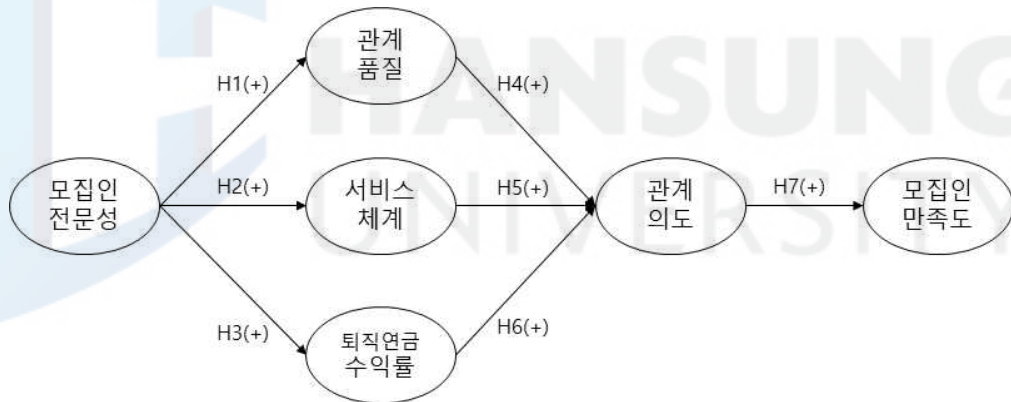 HANSUNG
UNIVERSITY
관계
품질
H1(+)
H4(+)
모집인
전문성
H2(+)
서비스
체계
H5(+)
관계
의도
H7(+)
모집인
만족도
H3(+)
퇴직연금
수익률
H6(+)